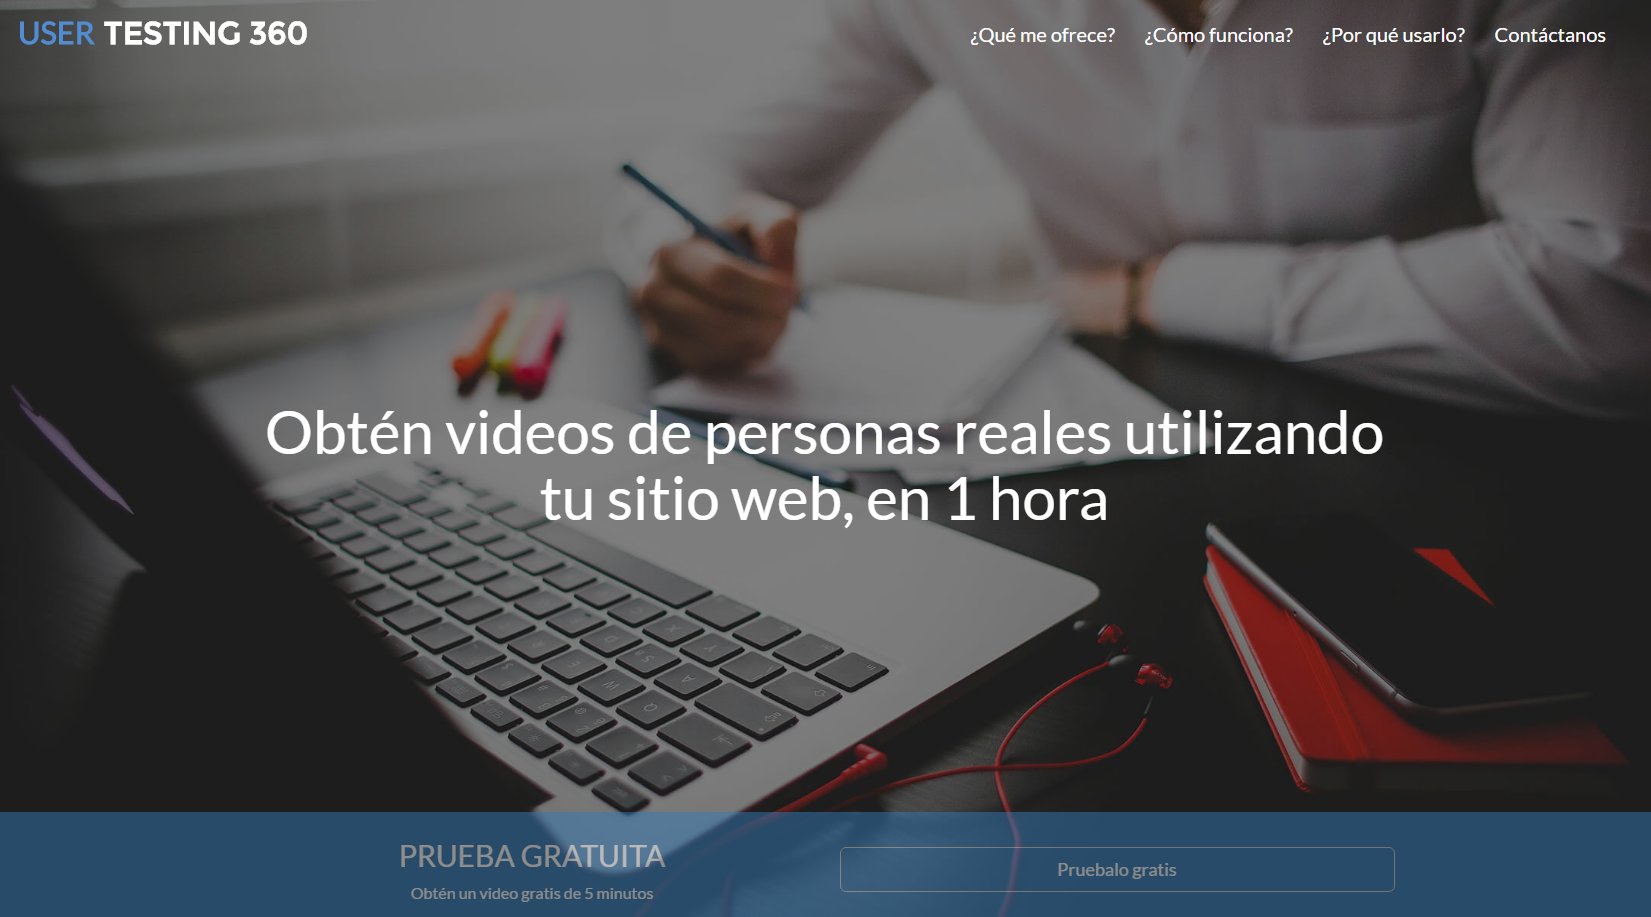 USER TESTING 360
¿Qué me ofrece?
¿Cómo funciona?
¿Por qué usarlo?
Contáctanos
Obtén videos de personas reales utilizando
tu sitio web, en 1 hora
PRUEBA GRATUITA
Obtén un video gratis de 5 minutos
Pruebalo gratis